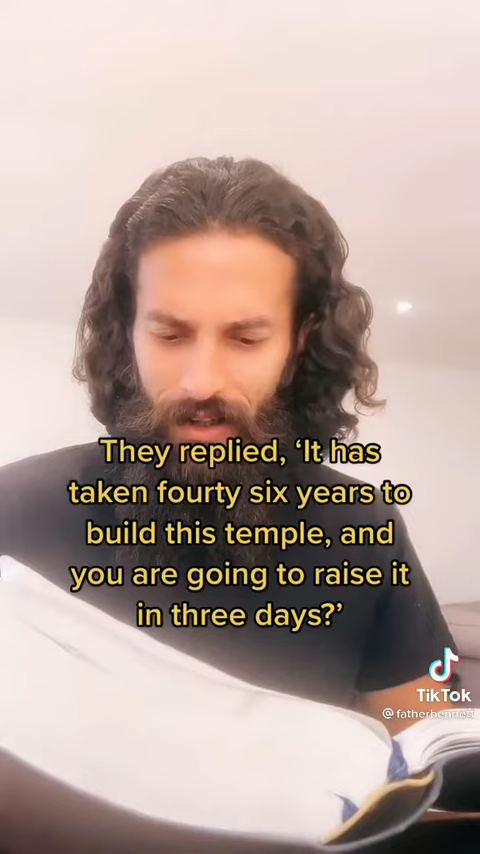 They replied, ‘It has
taken fourty six years to
build this temple, and
you are going to raise it
in three days?’
TikTok
@fatherbennett